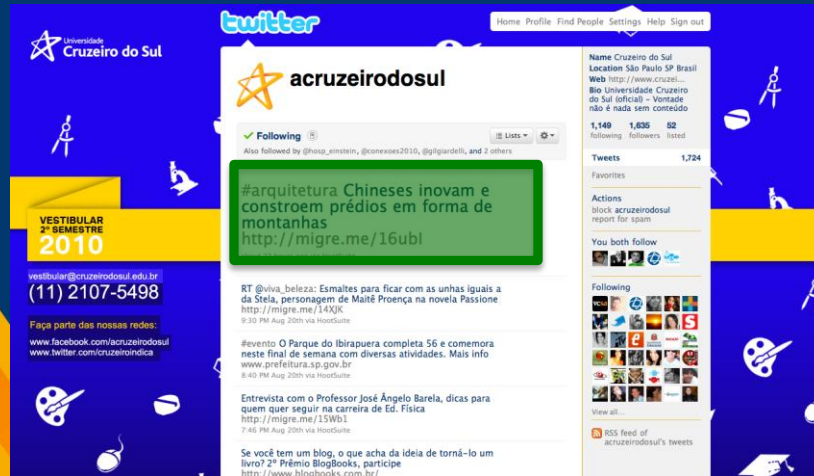 Universidade
Cruzeiro do Sul
VESTIBULAR
2º SEMESTRE
2010
vestibular@cruzeirodosul.edu.br
(11) 2107-5498
Faça parte das nossas redes:
www.facebook.com/acruzeirodosul
www.twitter.com/cruzeiroindica
twitter
Home Profile Find People Settings Help Sign out
acruzeirodosul
Following
Lists
Also followed by @hosp_einstein, @conexoes2010, @gilgiardelli, and 2 others
#arquitetura Chineses inovam e
constroem prédios em forma de
montanhas
http://migre.me/16ubl
RT @viva_beleza: Esmaltes para ficar com as unhas iguais a
da Stela, personagem de Maitê Proença na novela Passione
http://migre.me/14XJK
9:30 PM Aug 20th via HootSuite
#evento O Parque do Ibirapuera completa 56 e comemora
neste final de semana com diversas atividades. Mais info
www.prefeitura.sp.gov.br
8:40 PM Aug 20th via HootSuite
Entrevista com o Professor José Ângelo Barela, dicas para
quem quer seguir na carreira de Ed. Física
http://migre.me/15Wb1
7:46 PM Aug 20th via HootSuite
Se você tem um blog, o que acha da ideia de torná-lo um
livro? 2º Prêmio BlogBooks, participe
http://www.blogbooks.com.br/
Name Cruzeiro do Sul
Location São Paulo SP Brasil
Web http://www.cruzei...
Bio Universidade Cruzeiro
do Sul (oficial) – Vontade
não é nada sem conteúdo
1,149 1,635 52
following followers listed
Tweets 1,724
Favorites
Actions
block acruzeirodosul
report for spam
You both follow
Following
View all...
RSS feed of
acruzeirodosul's tweets